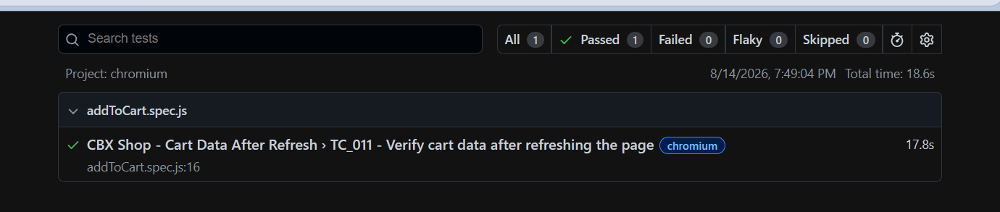 Search tests
All 1 Passed 1 Failed 0 Flaky 0 Skipped 0
Project: chromium 8/14/2026, 7:49:04 PM Total time: 18.6s
addToCart.spec.js
CBX Shop - Cart Data After Refresh › TC_011 - Verify cart data after refreshing the page chromium 17.8s
addToCart.spec.js:16